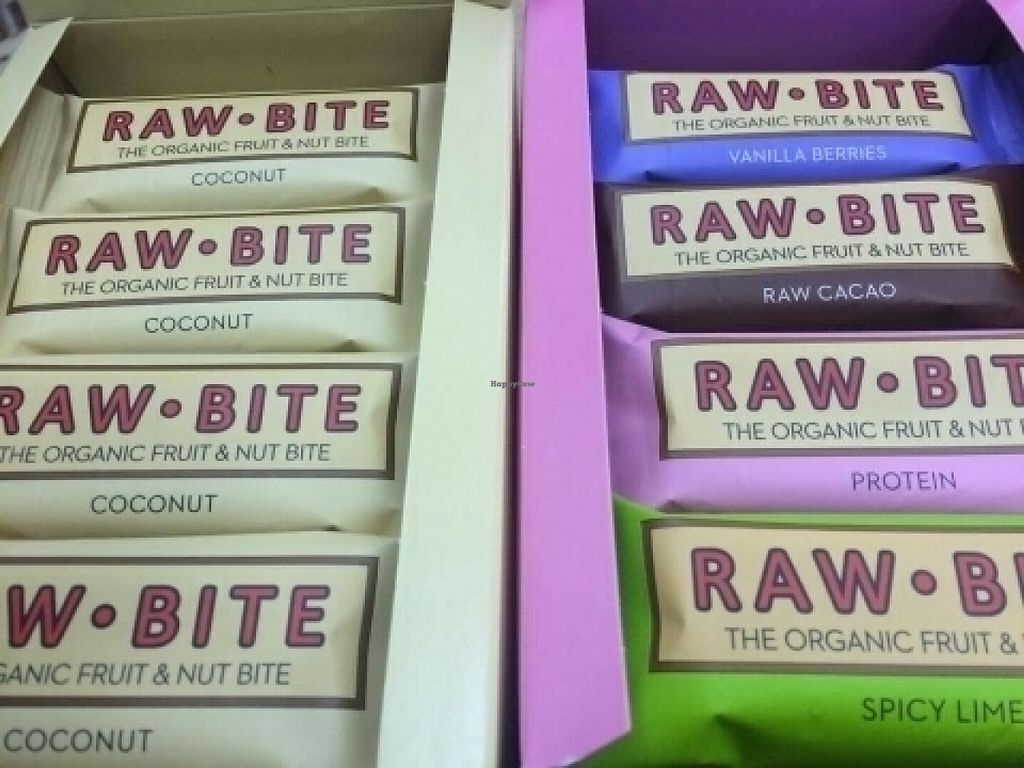 RAW•BITE
THE ORGANIC FRUIT & NUT BITE
COCONUT
RAW•BITE
THE ORGANIC FRUIT & NUT BITE
COCONUT
RAW•BITE
THE ORGANIC FRUIT & NUT BITE
COCONUT
W•BITE
GANIC FRUIT & NUT BITE
COCONUT
RAW•BITE
THE ORGANIC FRUIT & NUT BITE
VANILLA BERRIES
RAW•BITE
THE ORGANIC FRUIT & NUT BITE
RAW CACAO
RAW•BIT
THE ORGANIC FRUIT & NUT
PROTEIN
RAW•BI
THE ORGANIC FRUIT &
SPICY LIME
HappyCow